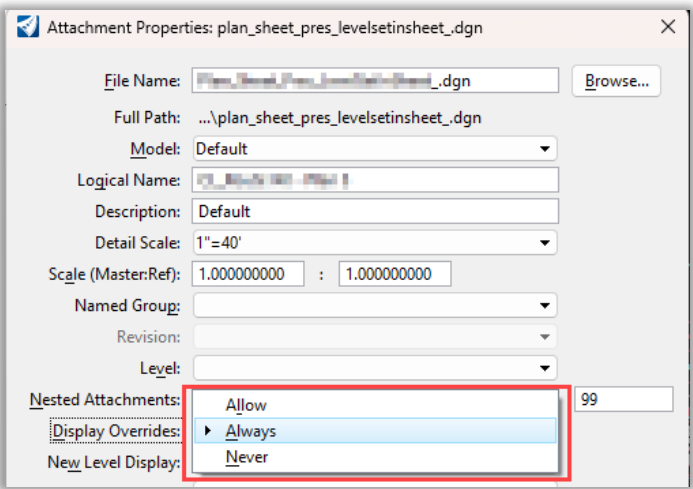 Attachment Properties: plan_sheet_pres_levelsetinsheet_.dgn
File Name: _.dgn Browse...
Full Path: ...\plan_sheet_pres_levelsetinsheet_.dgn
Model: Default
Logical Name:
Description: Default
Detail Scale: 1"=40'
Scale (Master:Ref): 1.000000000 : 1.000000000
Named Group:
Revision:
Level:
Nested Attachments: 99
Allow
Display Overrides: Always
New Level Display: Never